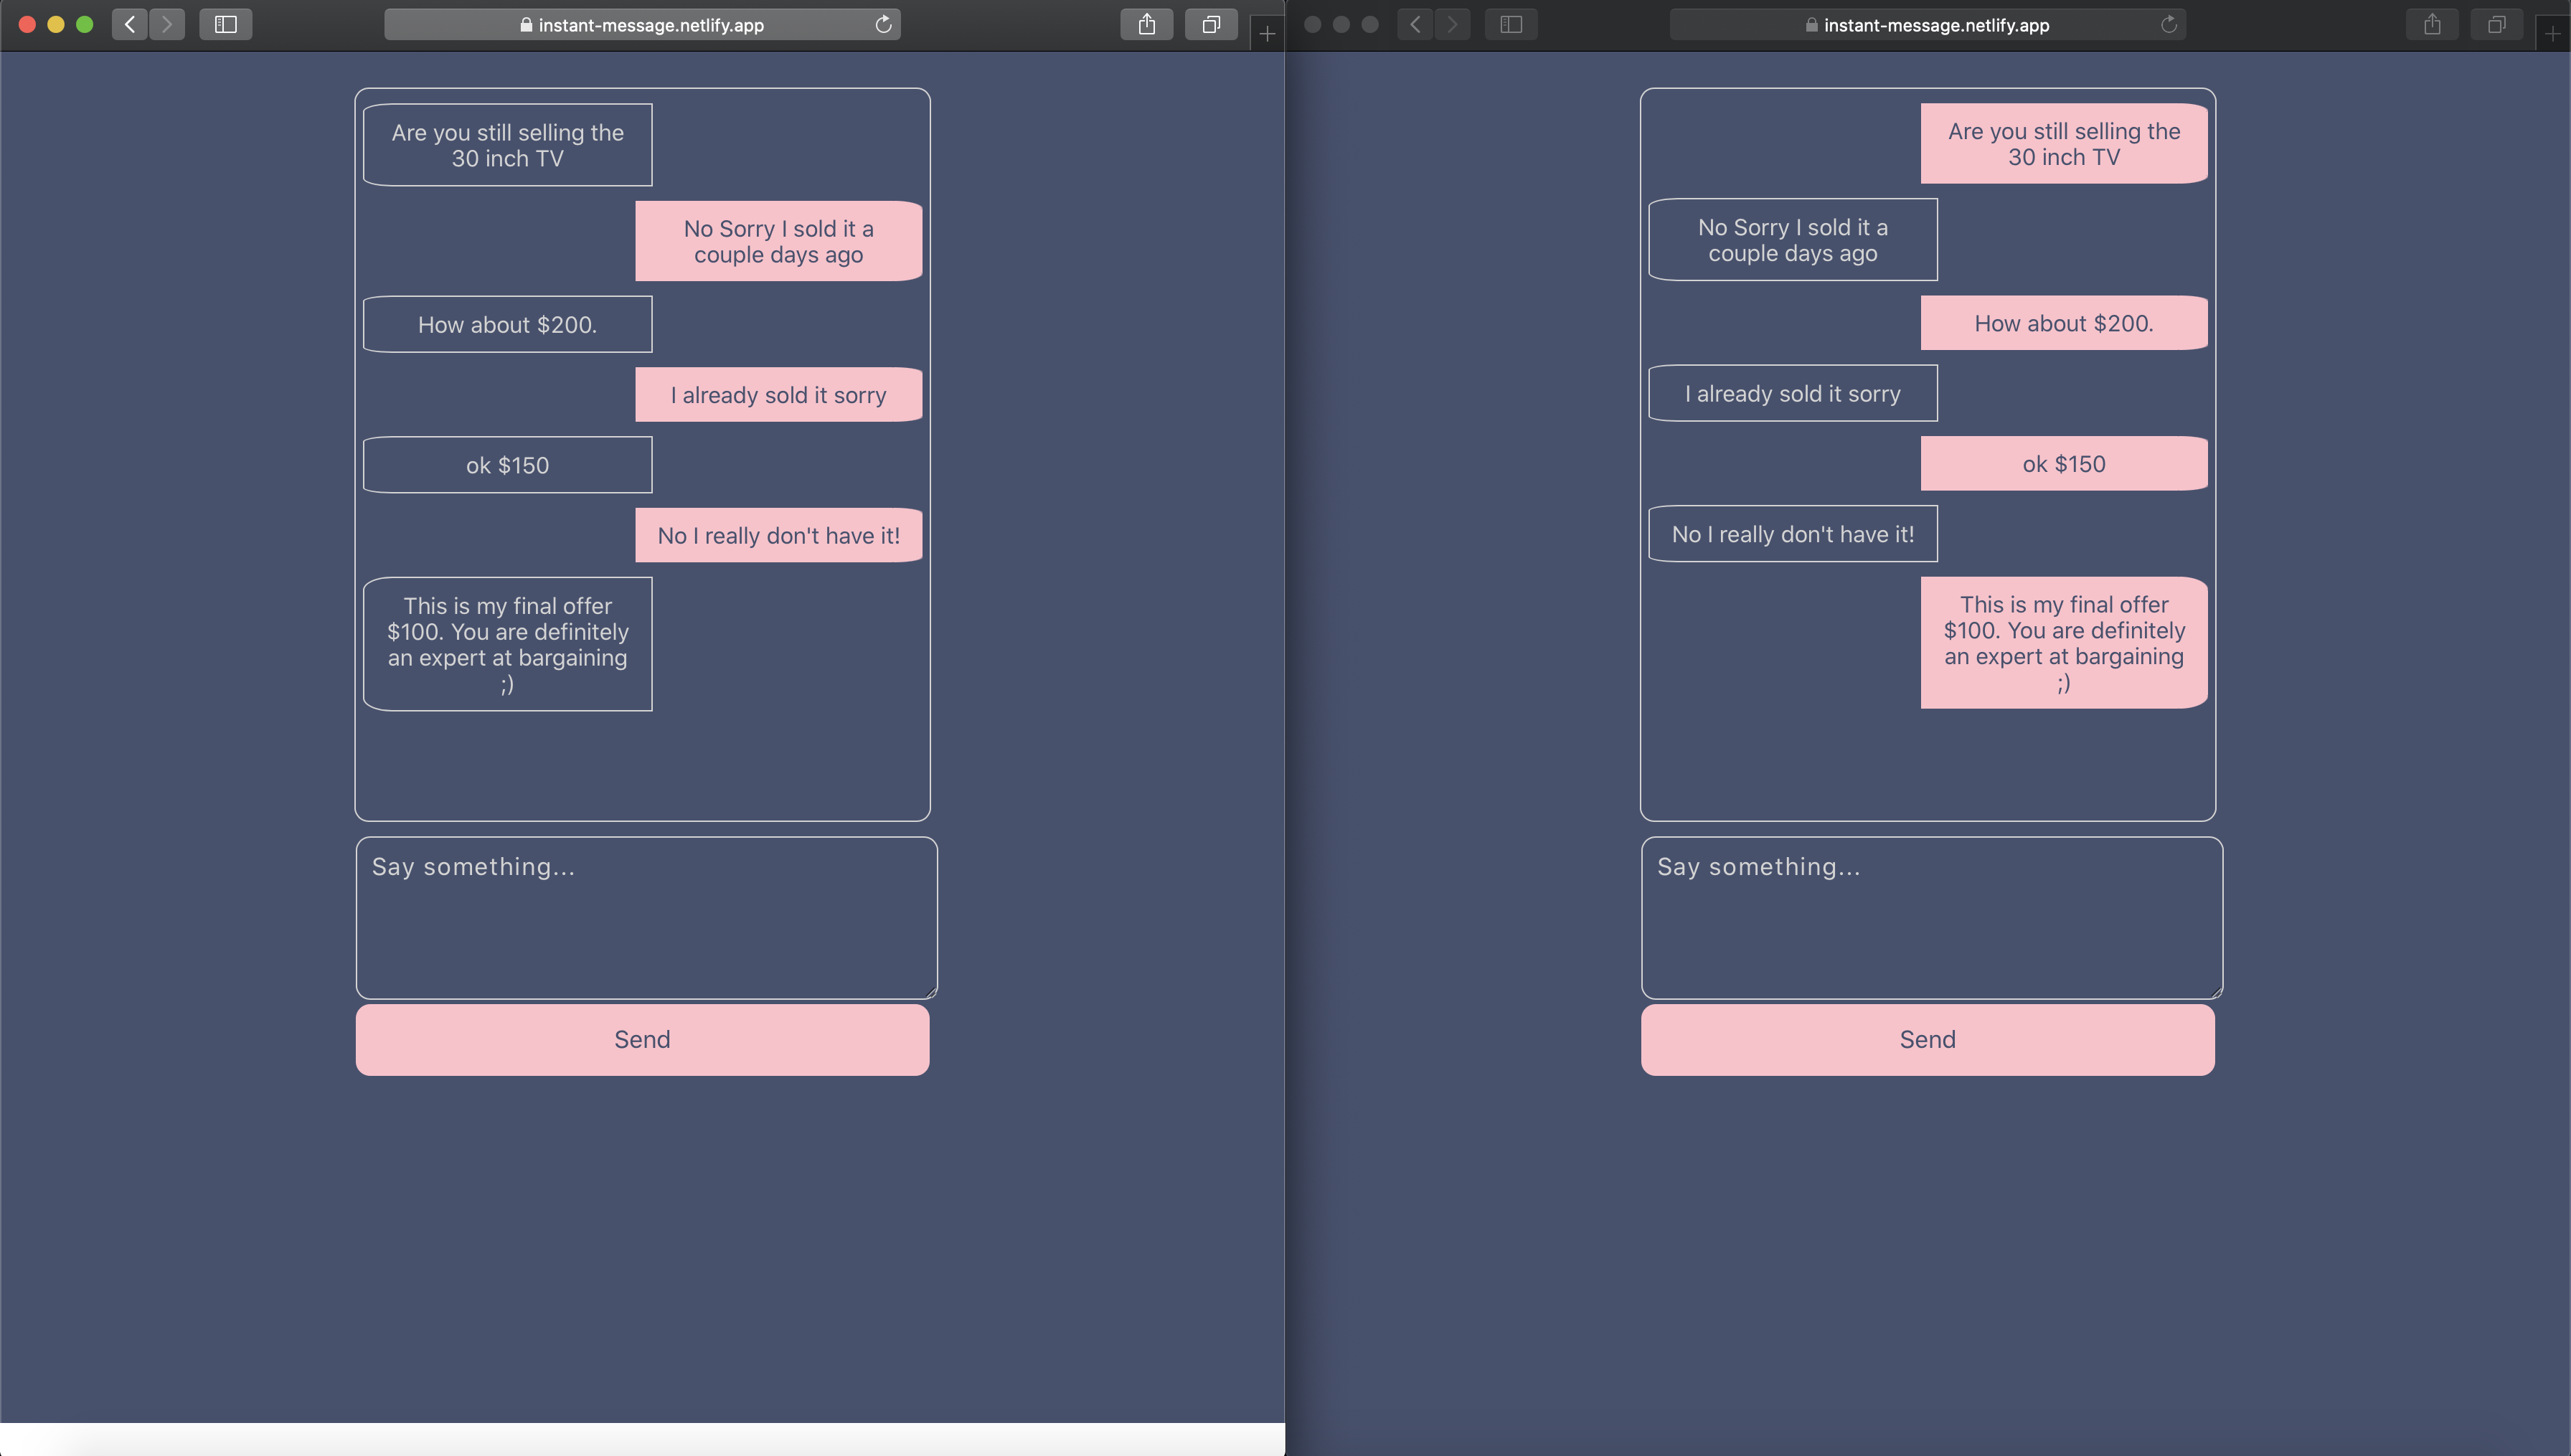 instant-message.netlify.app
Are you still selling the
30 inch TV
No Sorry I sold it a
couple days ago
How about $200.
I already sold it sorry
ok $150
No I really don't have it!
This is my final offer
$100. You are definitely
an expert at bargaining
;)
Say something...
Send
instant-message.netlify.app
Are you still selling the
30 inch TV
No Sorry I sold it a
couple days ago
How about $200.
I already sold it sorry
ok $150
No I really don't have it!
This is my final offer
$100. You are definitely
an expert at bargaining
;)
Say something...
Send